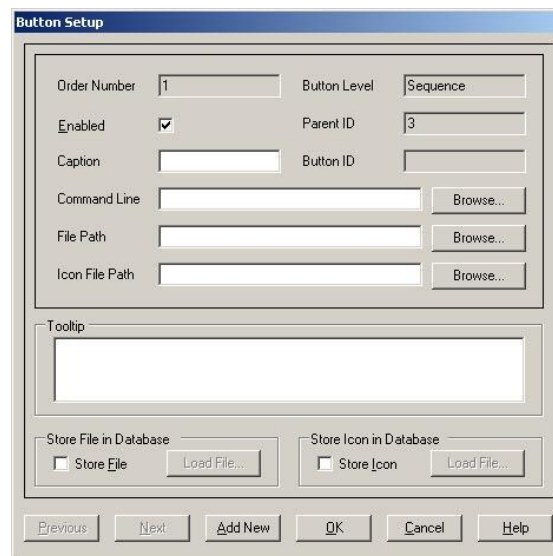 Button Setup
Order Number 1 Button Level Sequence
Enabled Parent ID 3
Caption Button ID
Command Line Browse...
File Path Browse...
Icon File Path Browse...
Tooltip
Store File in Database Store Icon in Database
Store File Load File... Store Icon Load File...
Previous Next Add New OK Cancel Help